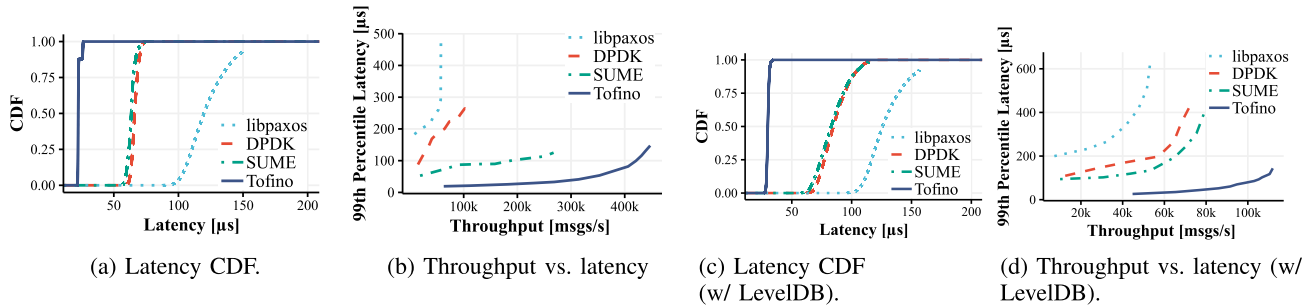 CDF
1.00
0.75
0.50
0.25
0.00
libpaxos
DPDK
SUME
Tofino
50
100
150
200
Latency [µs]
(a) Latency CDF.
99th Percentile Latency [µs]
500
400
300
200
100
0
libpaxos
DPDK
SUME
Tofino
100k
200k
300k
400k
Throughput [msgs/s]
(b) Throughput vs. latency
CDF
1.00
0.75
0.50
0.25
0.00
libpaxos
DPDK
SUME
Tofino
50
100
150
200
Latency [µs]
(c) Latency CDF
(w/ LevelDB).
99th Percentile Latency [µs]
600
400
200
0
libpaxos
DPDK
SUME
Tofino
20k
40k
60k
80k
100k
Throughput [msgs/s]
(d) Throughput vs. latency (w/
LevelDB).